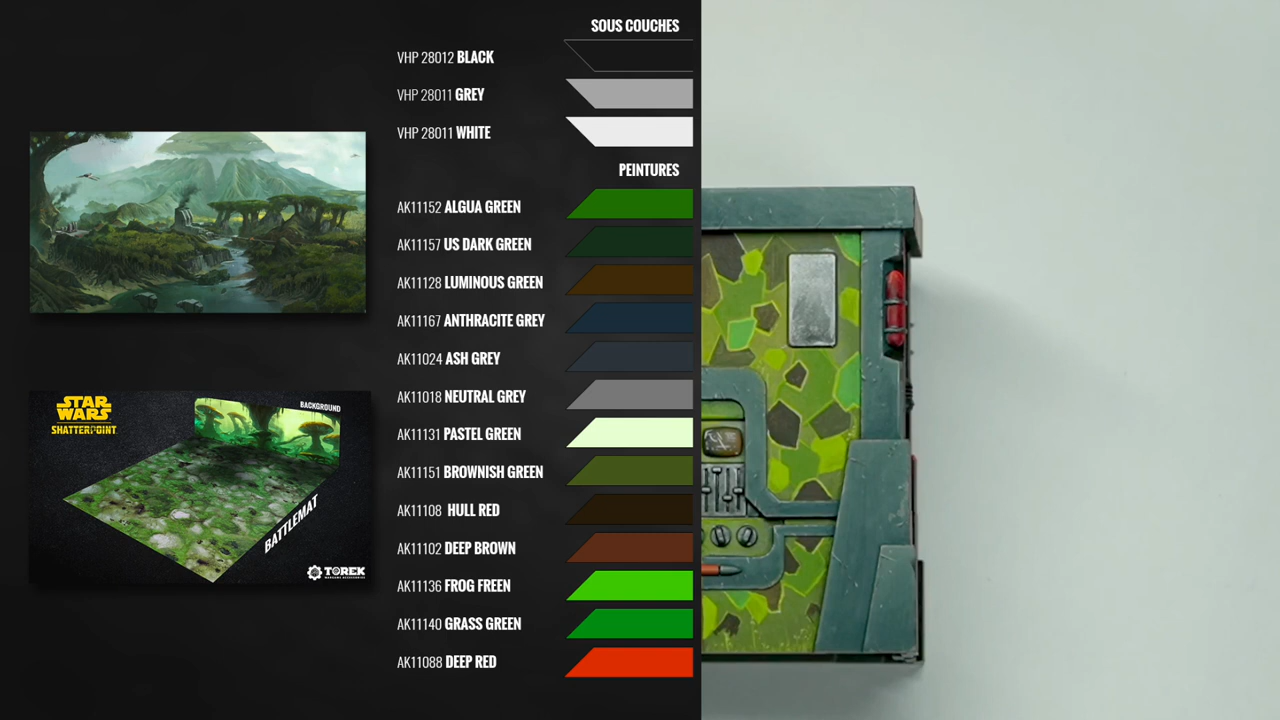 SOUS COUCHES
VHP 28012 BLACK
VHP 28011 GREY
VHP 28011 WHITE
PEINTURES
AK11152 ALGUA GREEN
AK11157 US DARK GREEN
AK11128 LUMINOUS GREEN
AK11167 ANTHRACITE GREY
AK11024 ASH GREY
AK11018 NEUTRAL GREY
AK11131 PASTEL GREEN
AK11151 BROWNISH GREEN
AK11108 HULL RED
AK11102 DEEP BROWN
AK11136 FROG FREEN
AK11140 GRASS GREEN
AK11088 DEEP RED
STAR
WARS
SHATTERPOINT
BACKGROUND
BATTLEMAT
TOREK
WARGAME ACCESSORIES